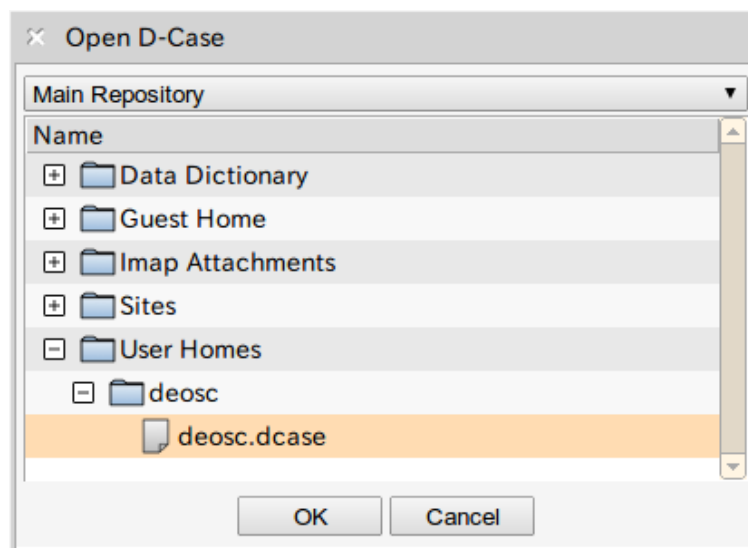 Open D-Case
Main Repository
Name
Data Dictionary
Guest Home
Imap Attachments
Sites
User Homes
deosc
deosc.dcase
OK Cancel